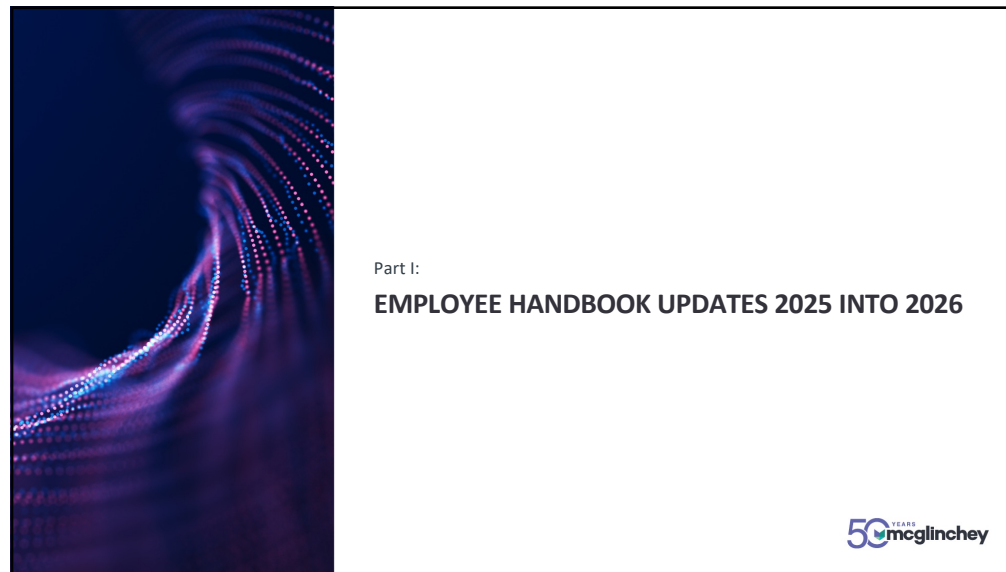 Part I:
EMPLOYEE HANDBOOK UPDATES 2025 INTO 2026
50 YEARS mcglinchey